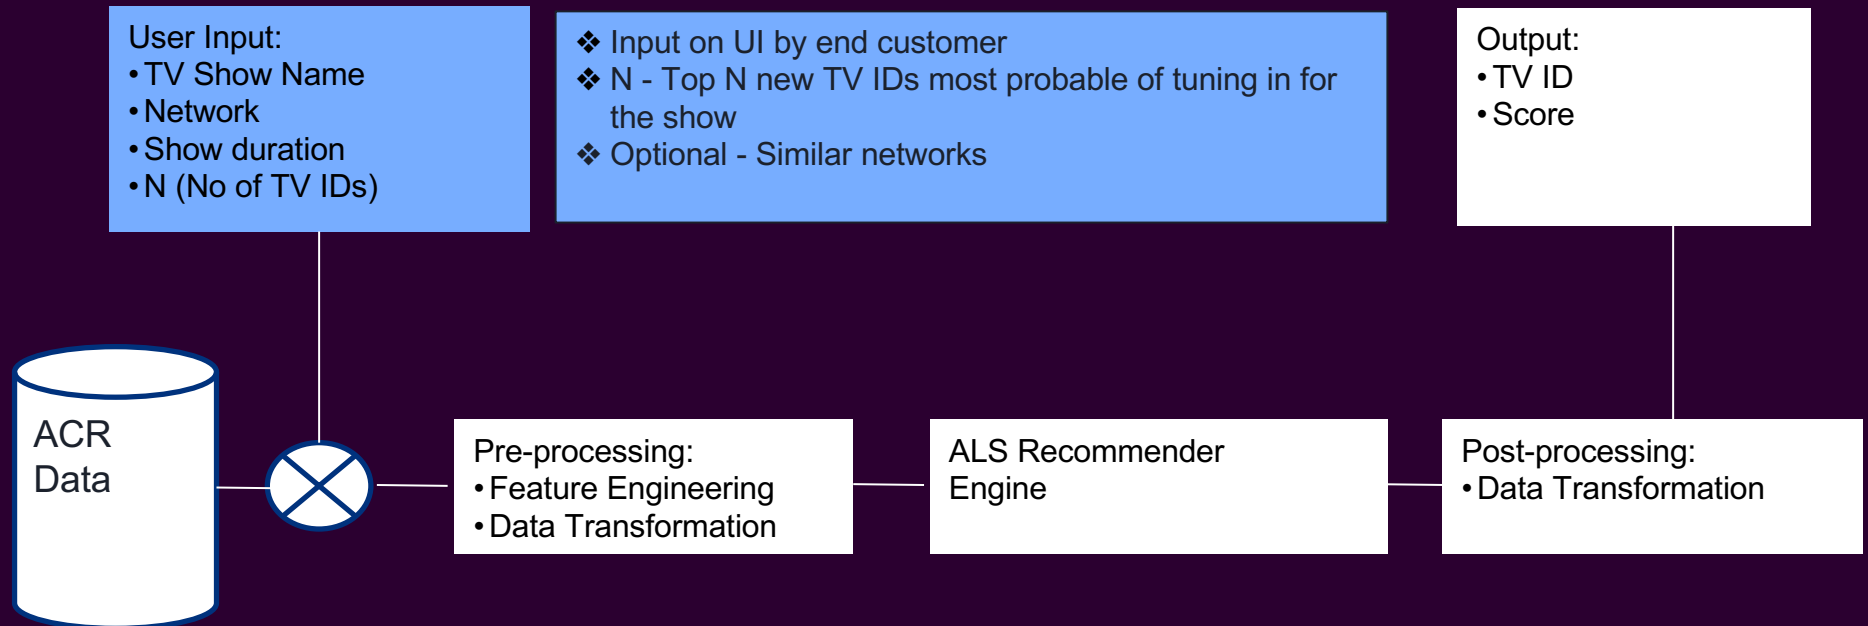 User Input:
•TV Show Name
•Network
•Show duration
•N (No of TV IDs)
❖ Input on UI by end customer
❖ N - Top N new TV IDs most probable of tuning in for
the show
❖ Optional - Similar networks
Output:
•TV ID
•Score
ACR
Data
Pre-processing:
•Feature Engineering
•Data Transformation
ALS Recommender
Engine
Post-processing:
•Data Transformation